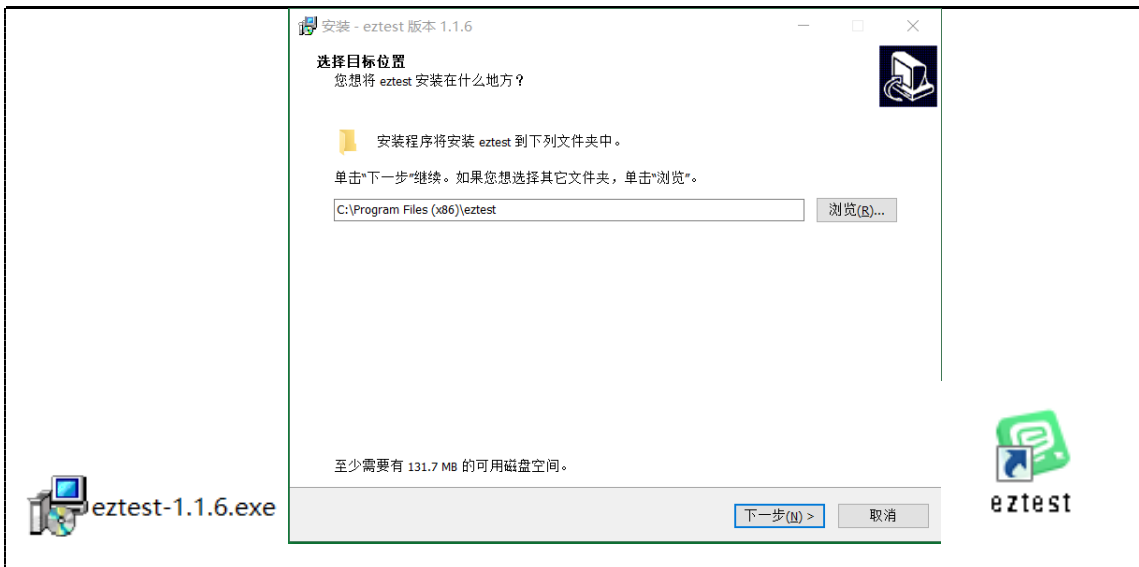 安装 - eztest 版本 1.1.6
选择目标位置
您想将 eztest 安装在什么地方？
安装程序将安装 eztest 到下列文件夹中。
单击“下一步”继续。如果您想选择其它文件夹，单击“浏览”。
C:\Program Files (x86)\eztest
浏览(R)...
至少需要有 131.7 MB 的可用磁盘空间。
下一步(N) >
取消
eztest-1.1.6.exe
eztest